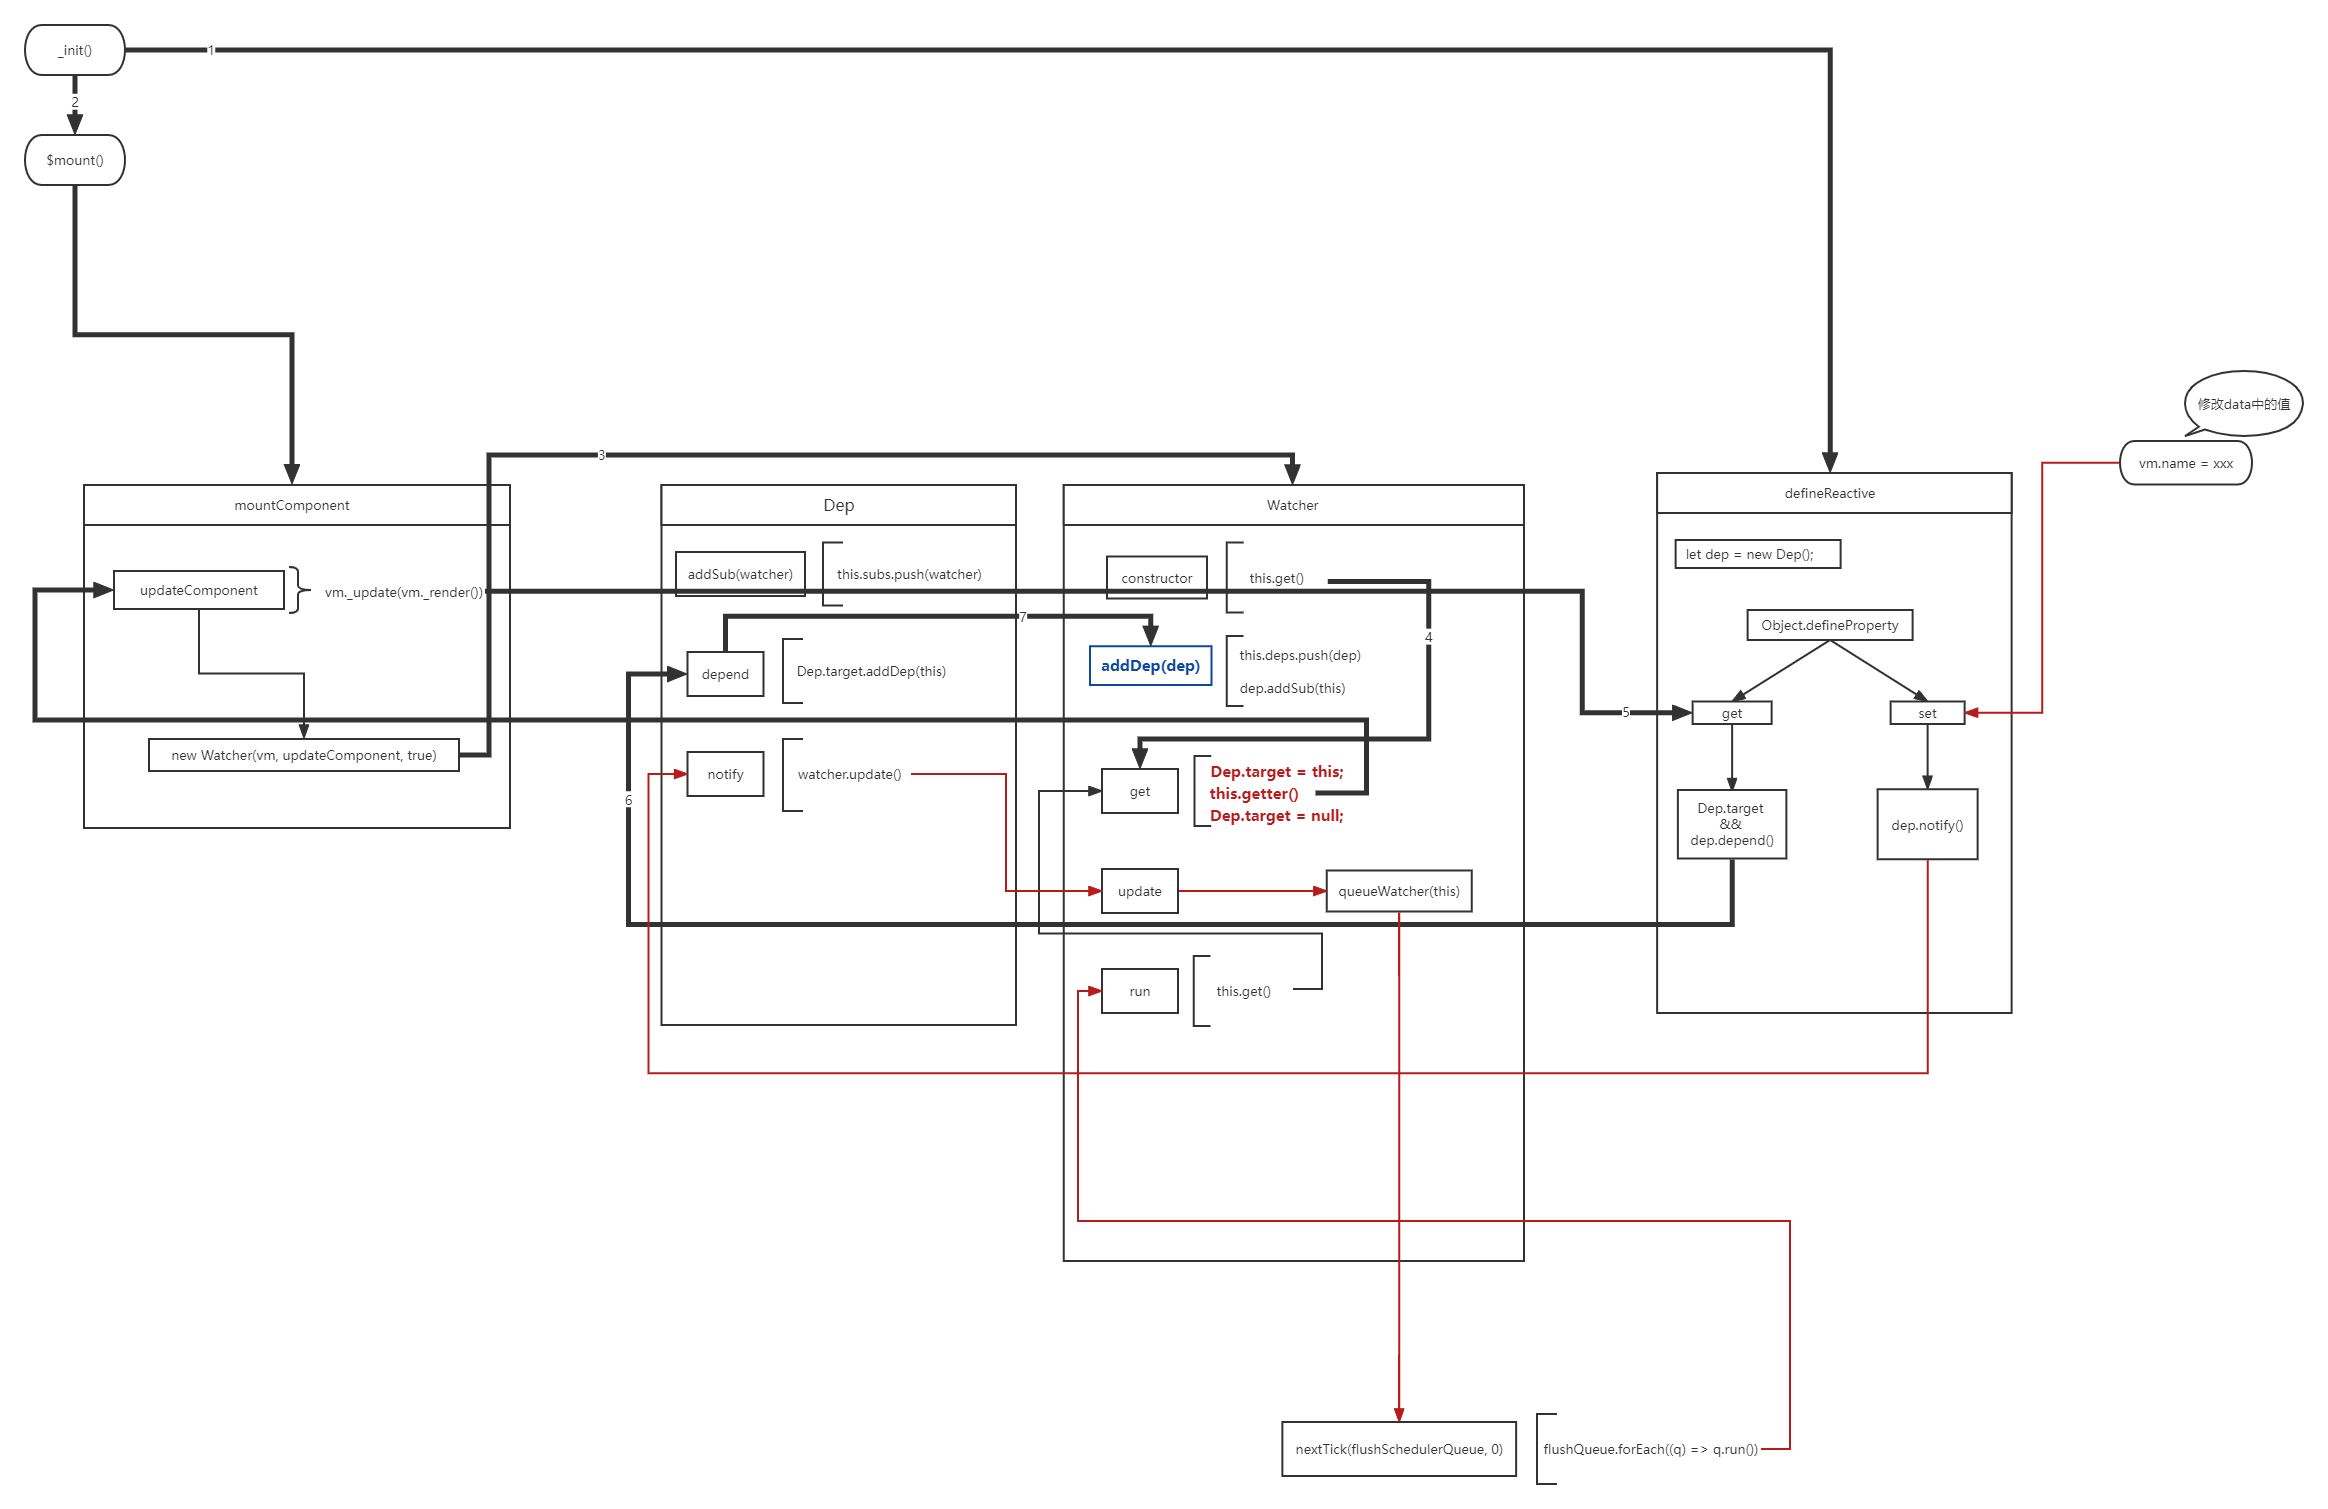 _init()
1
2
$mount()
修改data中的值
vm.name = xxx
3
mountComponent
updateComponent
vm._update(vm._render())
new Watcher(vm, updateComponent, true)
Dep
addSub(watcher)
this.subs.push(watcher)
7
depend
Dep.target.addDep(this)
notify
watcher.update()
6
Watcher
constructor
this.get()
4
addDep(dep)
this.deps.push(dep)
dep.addSub(this)
get
Dep.target = this;
this.getter()
Dep.target = null;
update
queueWatcher(this)
run
this.get()
defineReactive
let dep = new Dep();
Object.defineProperty
5
get
set
Dep.target
&&
dep.depend()
dep.notify()
nextTick(flushSchedulerQueue, 0)
flushQueue.forEach((q) => q.run())